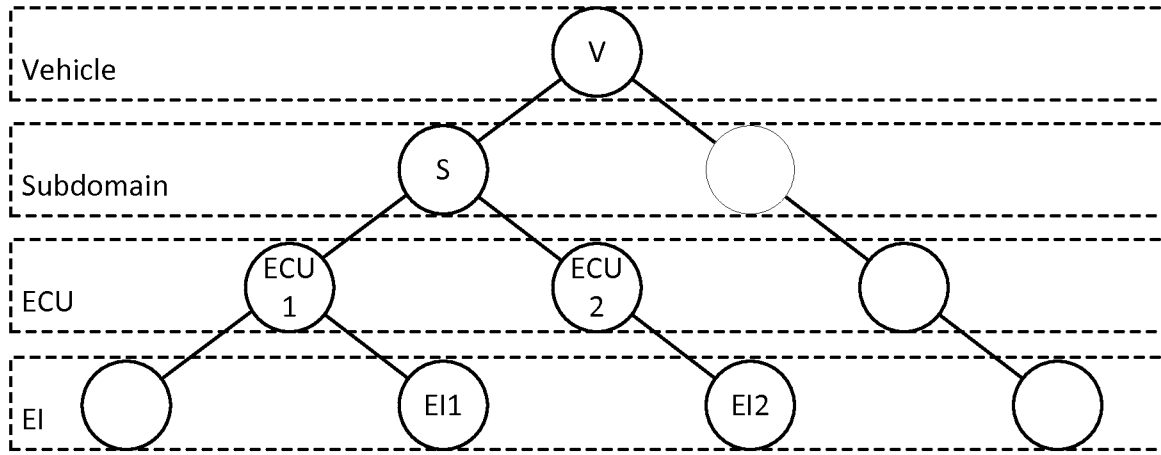 V
Vehicle
S
Subdomain
ECU
1
ECU
2
ECU
EI1
EI2
EI